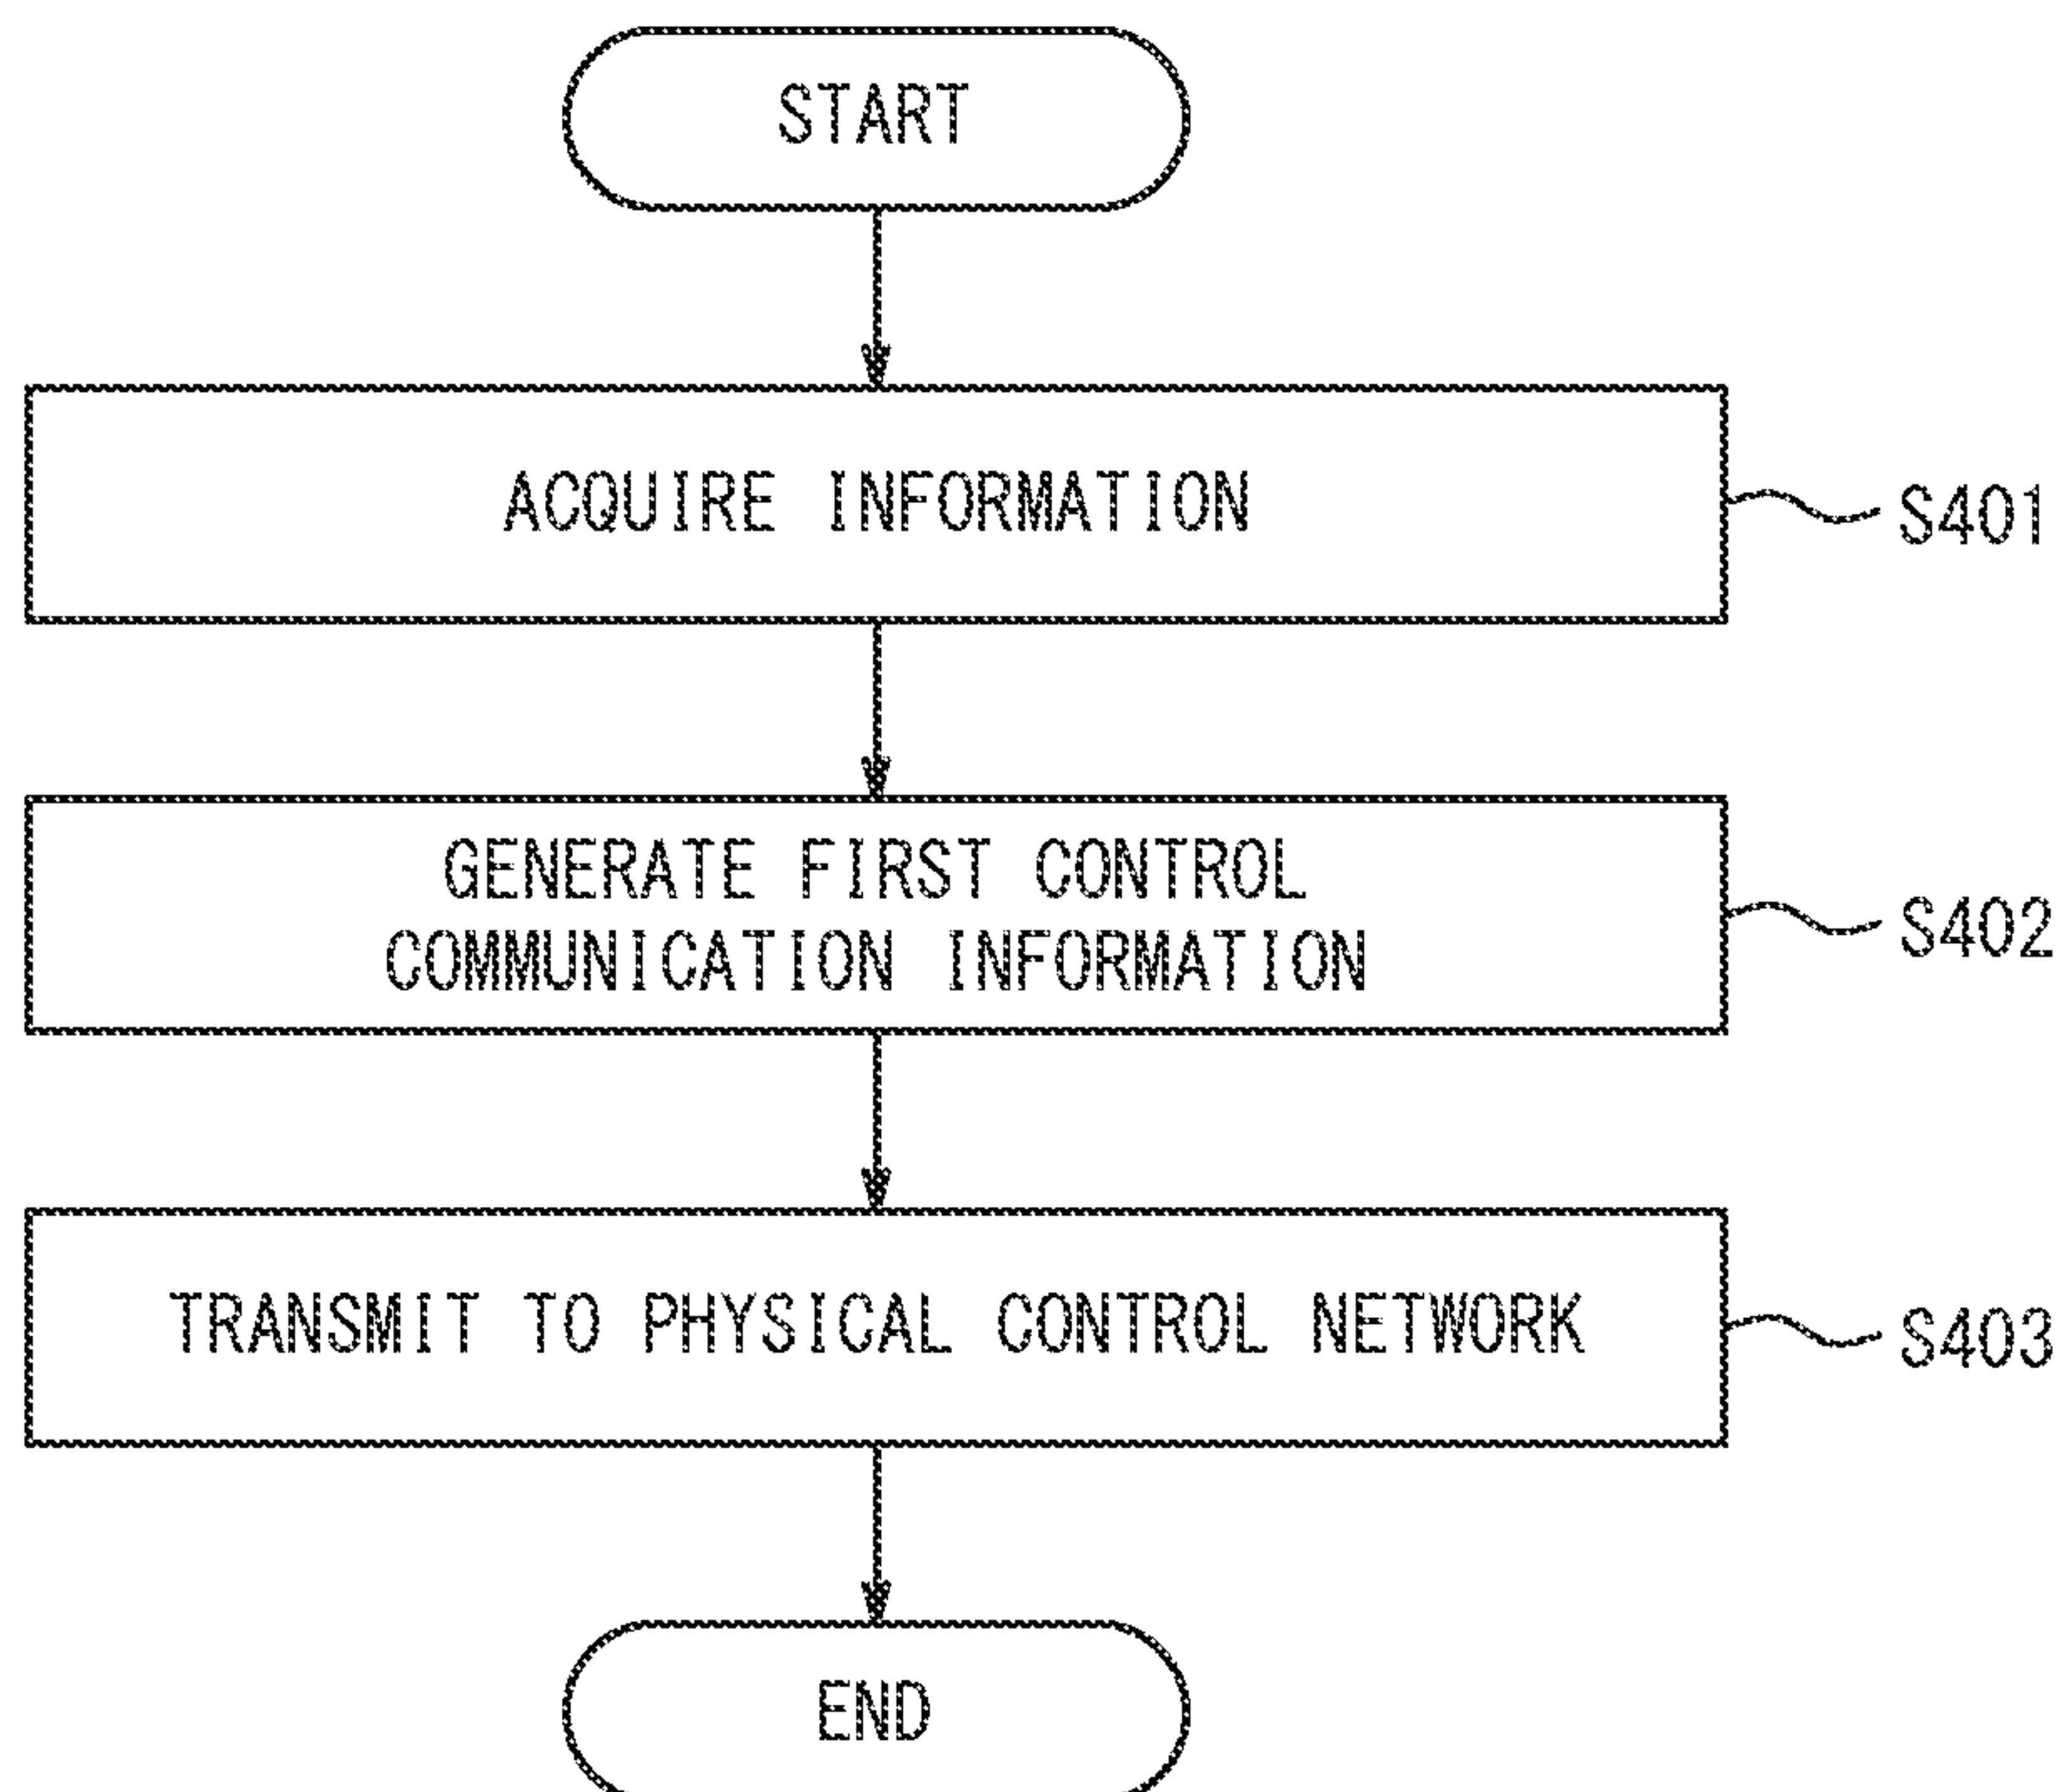 START
ACQUIRE INFORMATION
S401
GENERATE FIRST CONTROL
COMMUNICATION INFORMATION
S402
TRANSMIT TO PHYSICAL CONTROL NETWORK
S403
END